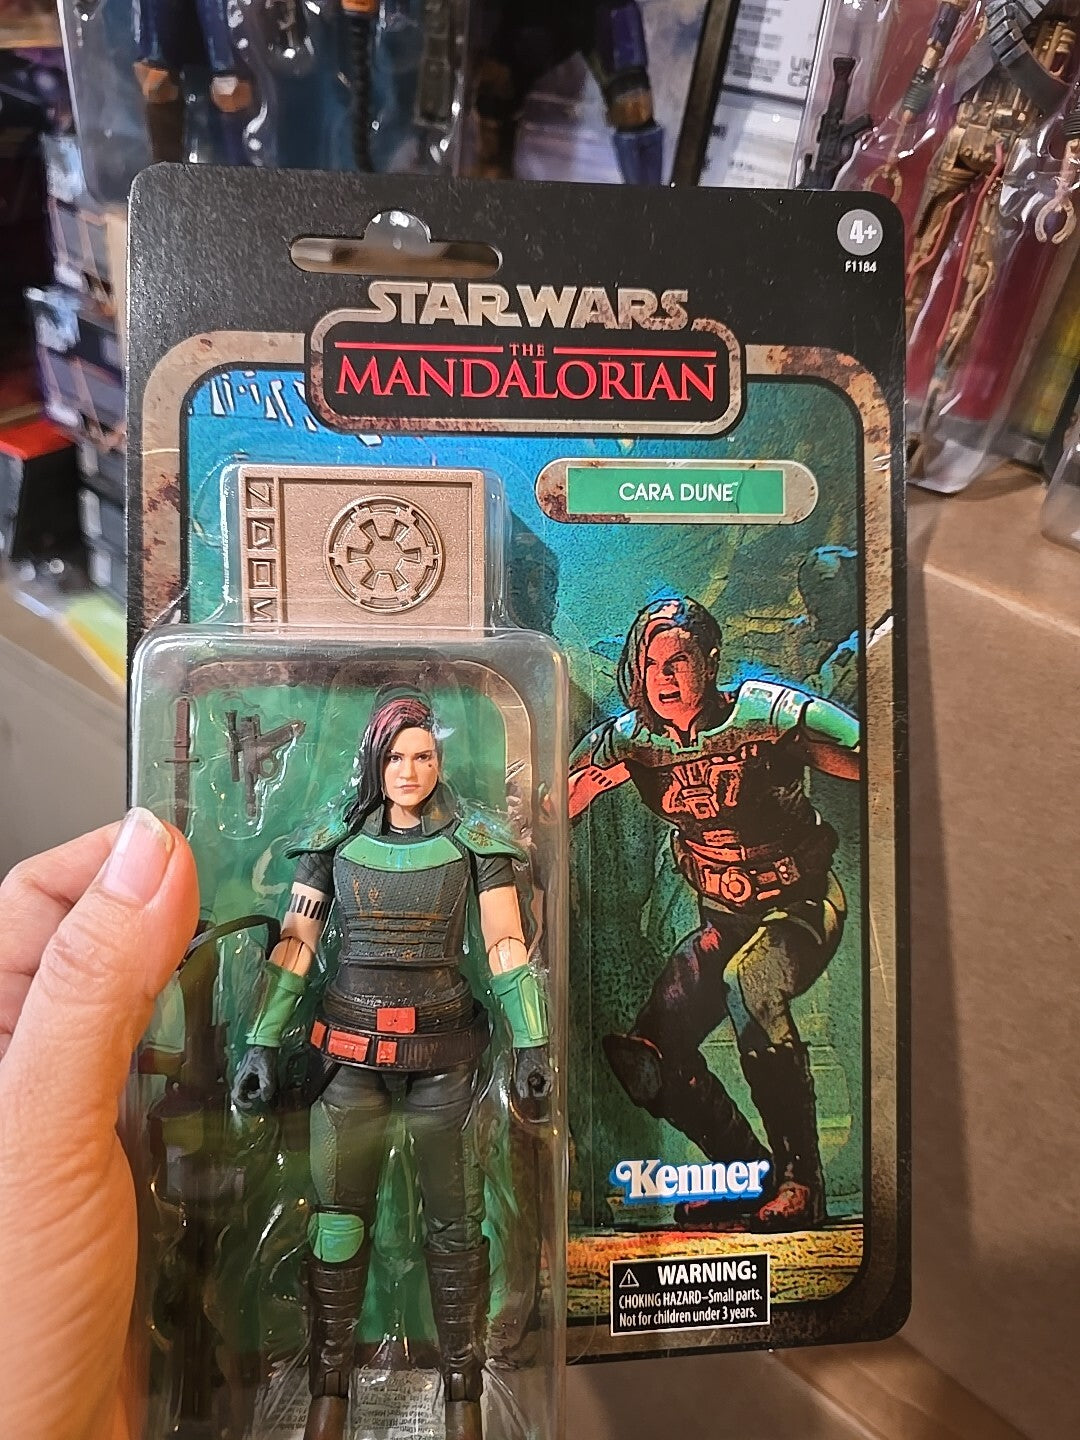 4+
F1184
STAR WARS
THE
MANDALORIAN
CARA DUNE™
Kenner
WARNING:
CHOKING HAZARD–Small parts.
Not for children under 3 years.